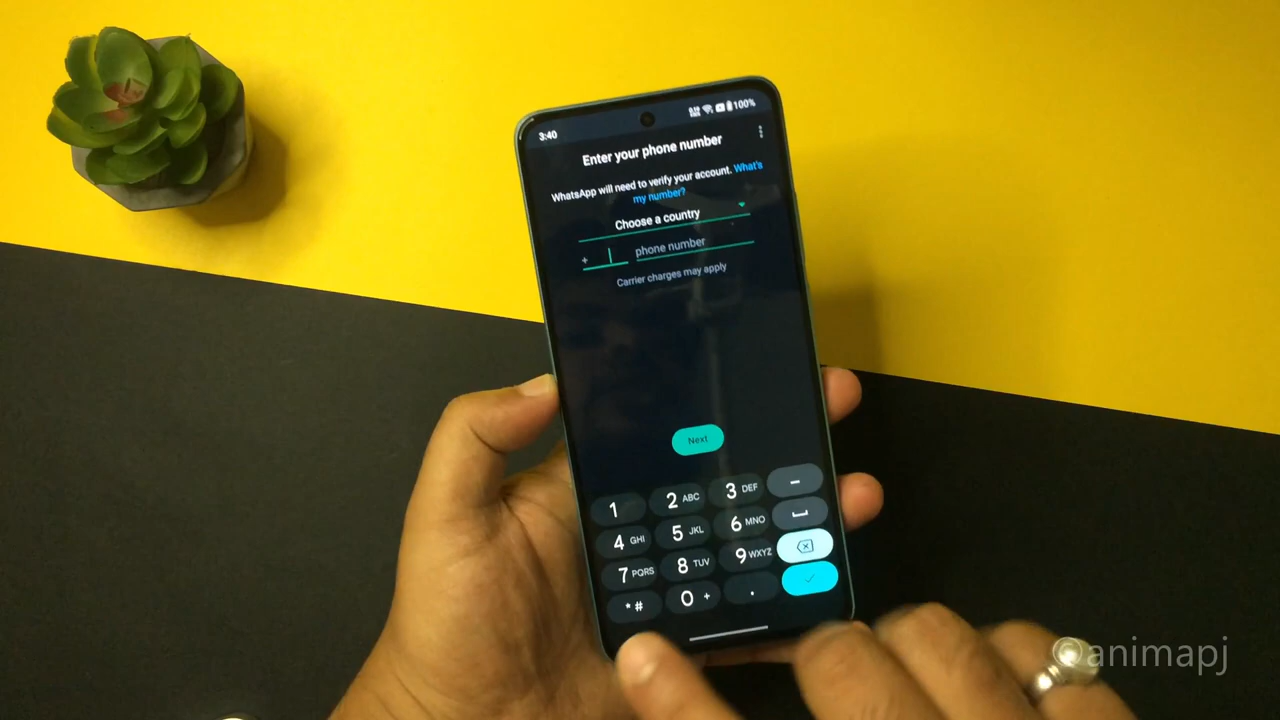 3:40
100%
Enter your phone number
WhatsApp will need to verify your account. What's
my number?
Choose a country
+
phone number
Carrier charges may apply
Next
1
2 ABC
3 DEF
-
4 GHI
5 JKL
6 MNO
7 PQRS
8 TUV
9 WXYZ
* #
0 +
.
©animapj